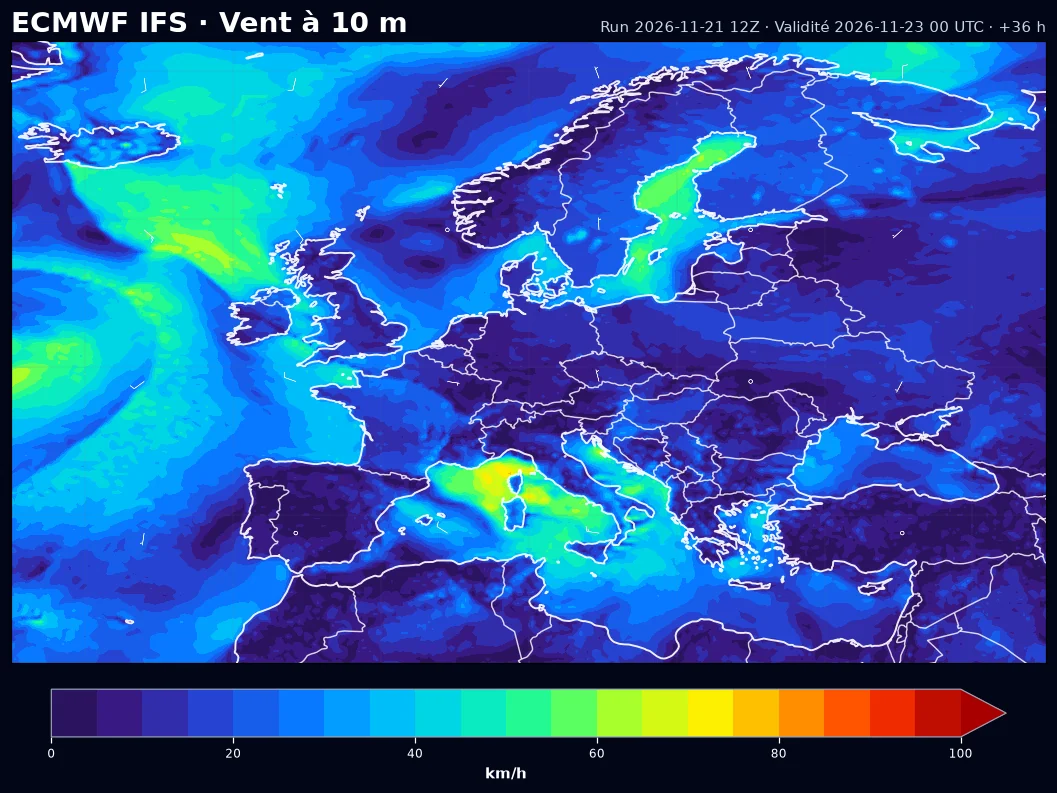 ECMWF IFS · Vent à 10 m
Run 2026-11-21 12Z · Validité 2026-11-23 00 UTC · +36 h
0 20 40 60 80 100
km/h